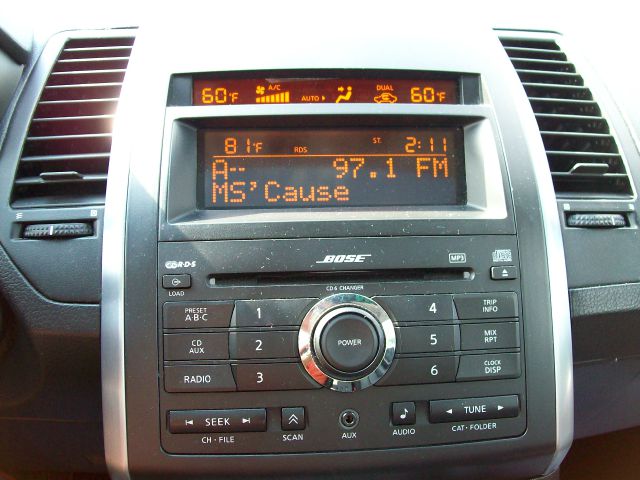 60°F A/C AUTO DUAL 60°F
81°F RDS ST. 2:11
A-- 97.1 FM
MS'Cause
R·D·S BOSE MP3
LOAD CD 6 CHANGER
PRESET A·B·C 1 4 TRIP INFO
CD AUX 2 POWER 5 MIX RPT
RADIO 3 6 CLOCK DISP
SEEK SCAN AUX AUDIO TUNE
CH·FILE CAT·FOLDER